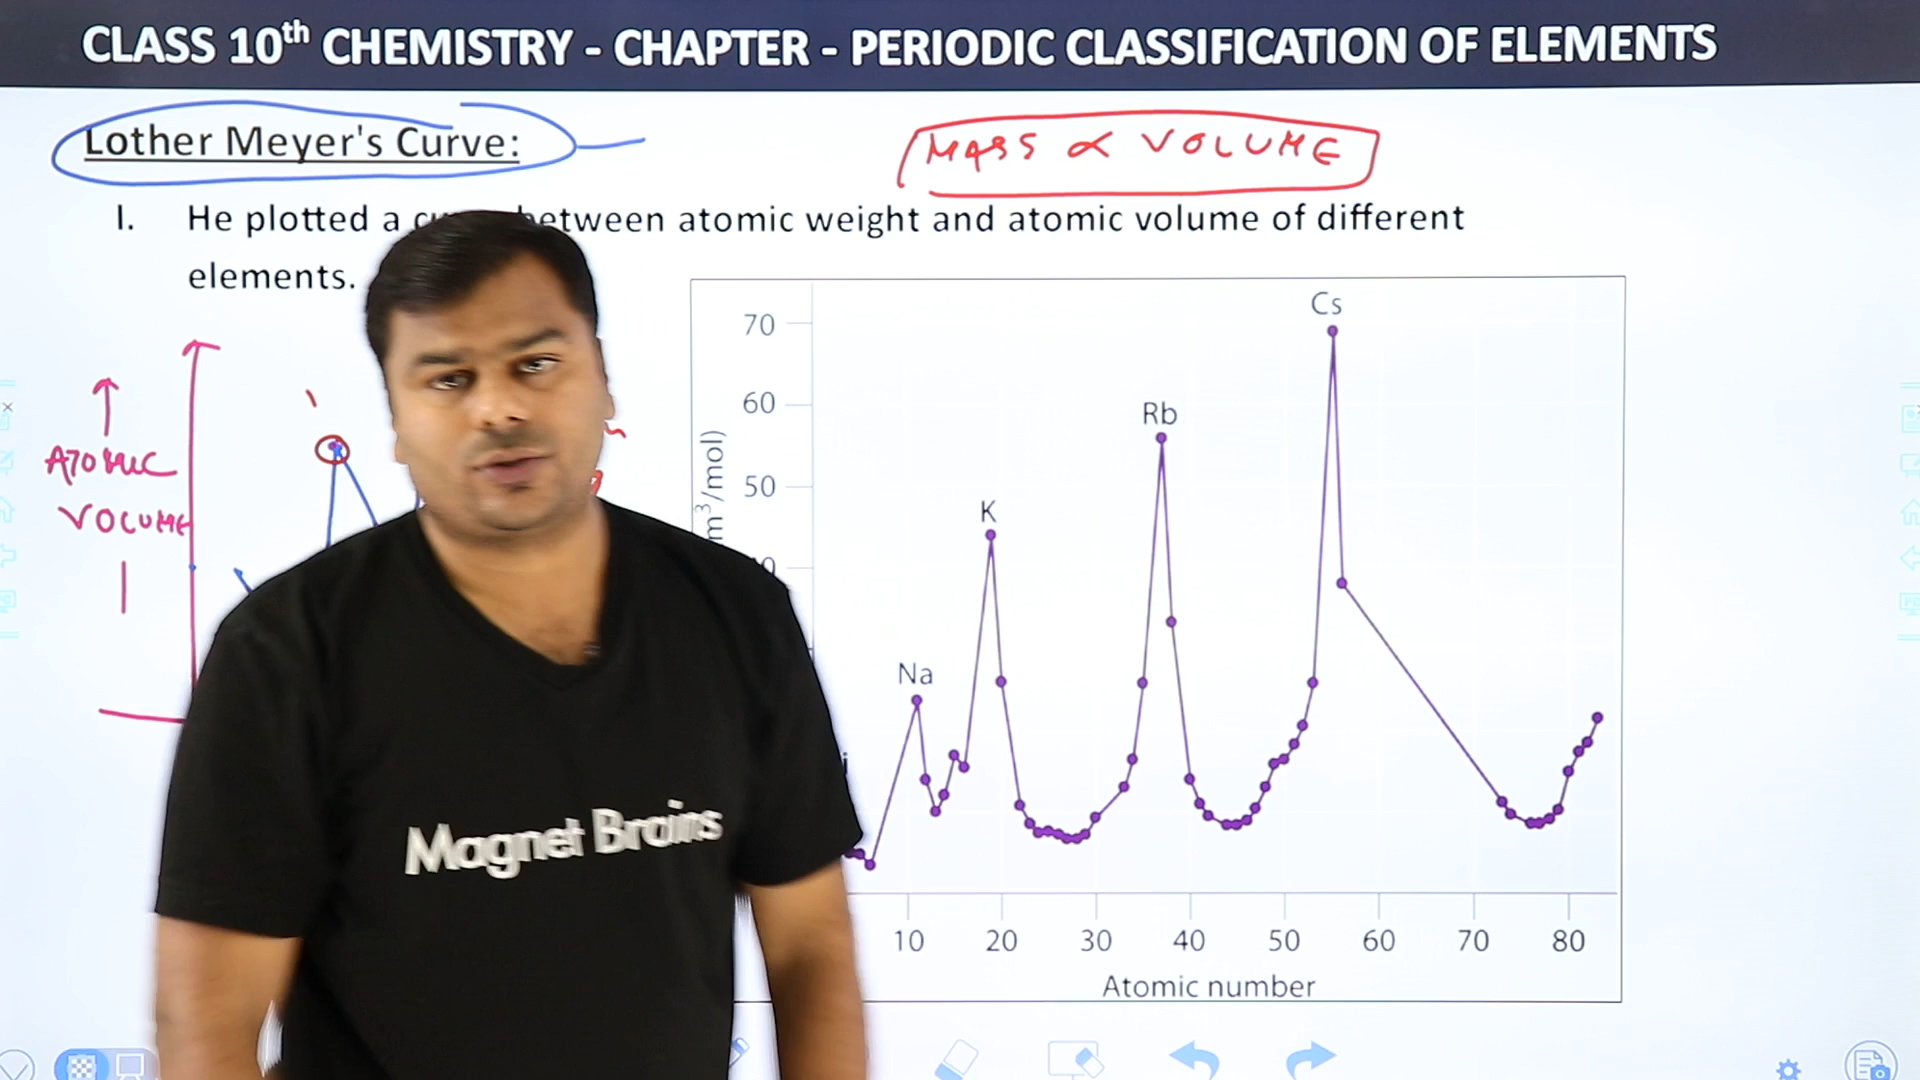 CLASS 10th CHEMISTRY - CHAPTER - PERIODIC CLASSIFICATION OF ELEMENTS
Lother Meyer's Curve:
MASS ∝ VOLUME
I. He plotted a between atomic weight and atomic volume of different
elements.
ATOMIC
VOLUME
Cs
70
60
Rb
50
K
m³/mol)
Na
Magnet Brains
10 20 30 40 50 60 70 80
Atomic number